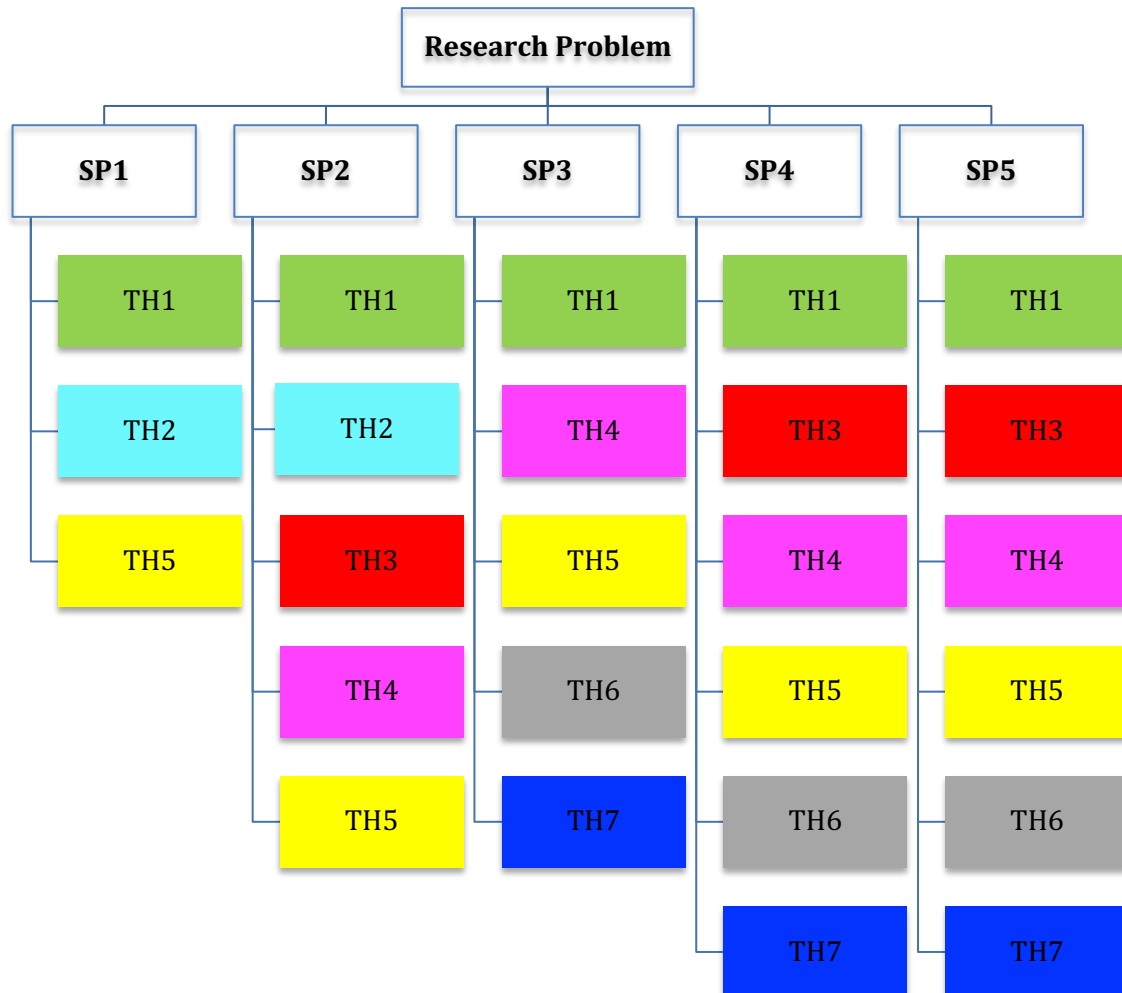 Research Problem
SP1
SP2
SP3
SP4
SP5
TH1
TH1
TH1
TH1
TH1
TH2
TH2
TH4
TH3
TH3
TH5
TH3
TH5
TH4
TH4
TH4
TH6
TH5
TH5
TH5
TH7
TH6
TH6
TH7
TH7